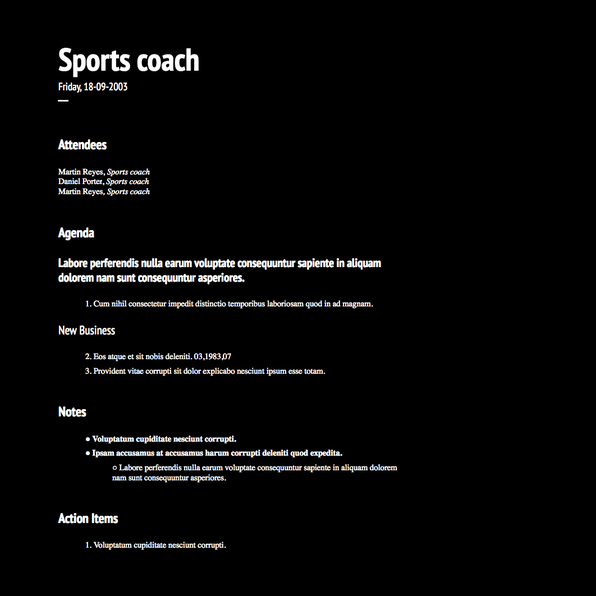 Sports coach
Friday, 18-09-2003
Attendees
Martin Reyes, Sports coach
Daniel Porter, Sports coach
Martin Reyes, Sports coach
Agenda
Labore perferendis nulla earum voluptate consequuntur sapiente in aliquam
dolorem nam sunt consequuntur asperiores.
1. Cum nihil consectetur impedit distinctio temporibus laboriosam quod in ad magnam.
New Business
2. Eos atque et sit nobis deleniti. 03,1983,07
3. Provident vitae corrupti sit dolor explicabo nesciunt ipsum esse totam.
Notes
● Voluptatum cupiditate nesciunt corrupti.
● Ipsam accusamus at accusamus harum corrupti deleniti quod expedita.
○ Labore perferendis nulla earum voluptate consequuntur sapiente in aliquam dolorem
nam sunt consequuntur asperiores.
Action Items
1. Voluptatum cupiditate nesciunt corrupti.